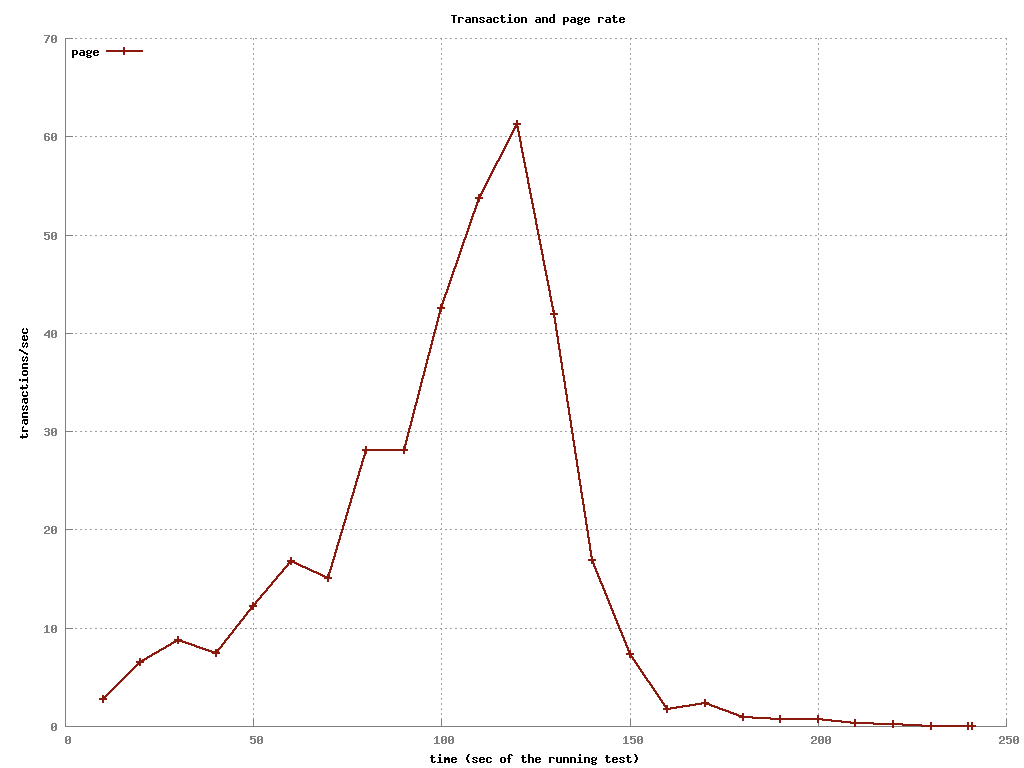 Transaction and page rate
70
page
60
50
40
30
20
10
0
transactions/sec
0 50 100 150 200 250
time (sec of the running test)